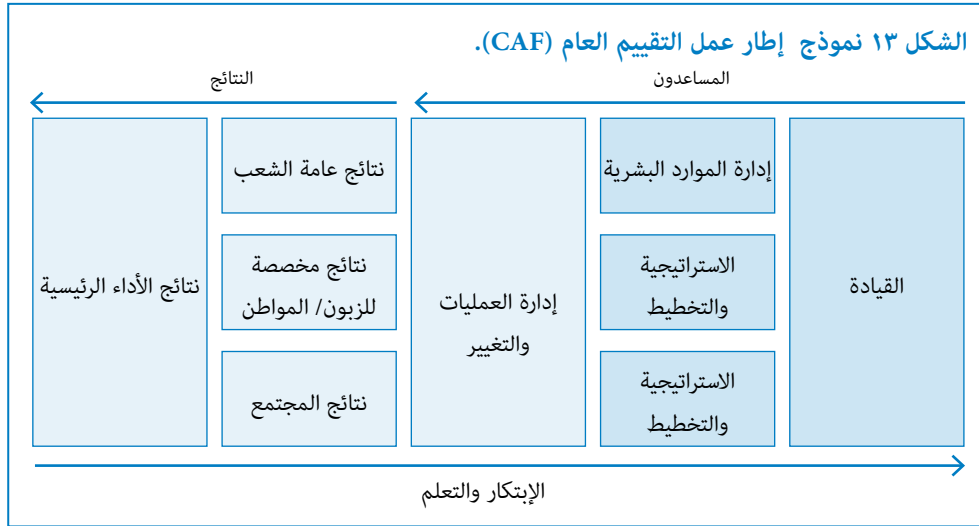 الشكل ١٣ نموذج إطار عمل التقييم العام (CAF).
المساعدون
النتائج
القيادة
إدارة الموارد البشرية
الاستراتيجية
والتخطيط
الاستراتيجية
والتخطيط
إدارة العمليات
والتغيير
نتائج عامة الشعب
نتائج مخصصة
للزبون/ المواطن
نتائج المجتمع
نتائج الأداء الرئيسية
الإبتكار والتعلم